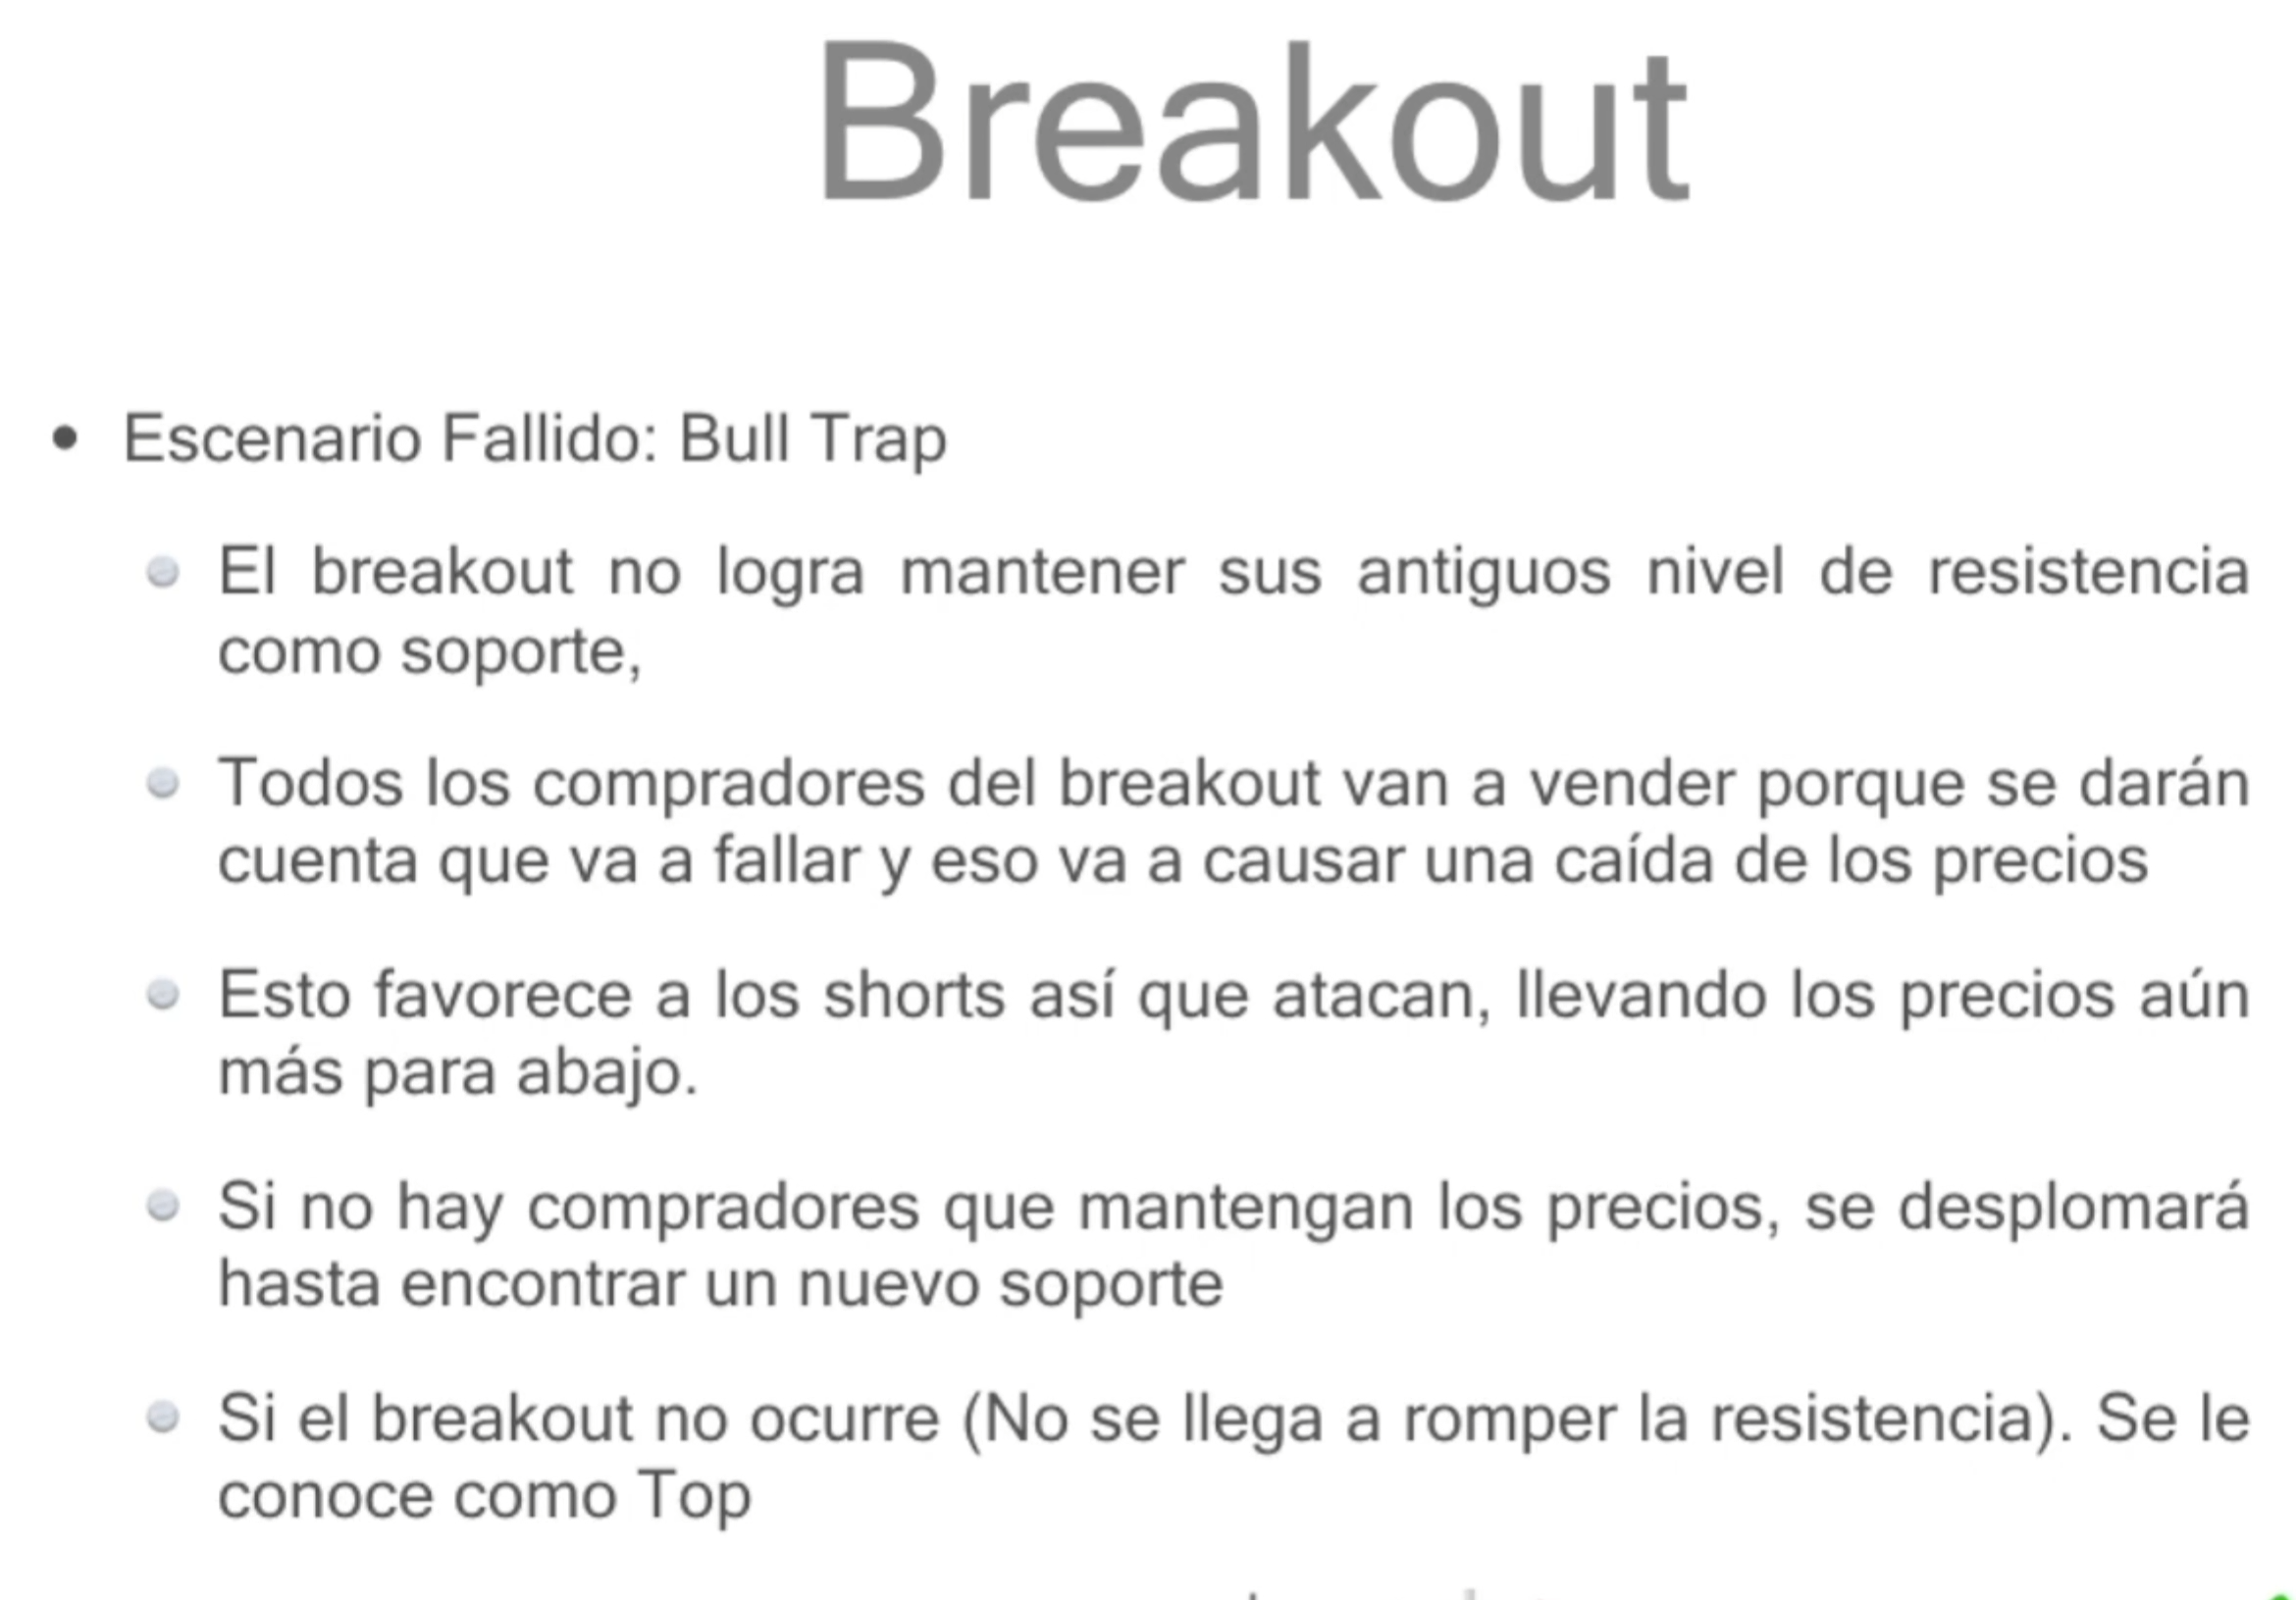 Breakout
• Escenario Fallido: Bull Trap
El breakout no logra mantener sus antiguos nivel de resistencia
como soporte,
Todos los compradores del breakout van a vender porque se darán
cuenta que va a fallar y eso va a causar una caída de los precios
Esto favorece a los shorts así que atacan, llevando los precios aún
más para abajo.
Si no hay compradores que mantengan los precios, se desplomará
hasta encontrar un nuevo soporte
Si el breakout no ocurre (No se llega a romper la resistencia). Se le
conoce como Top